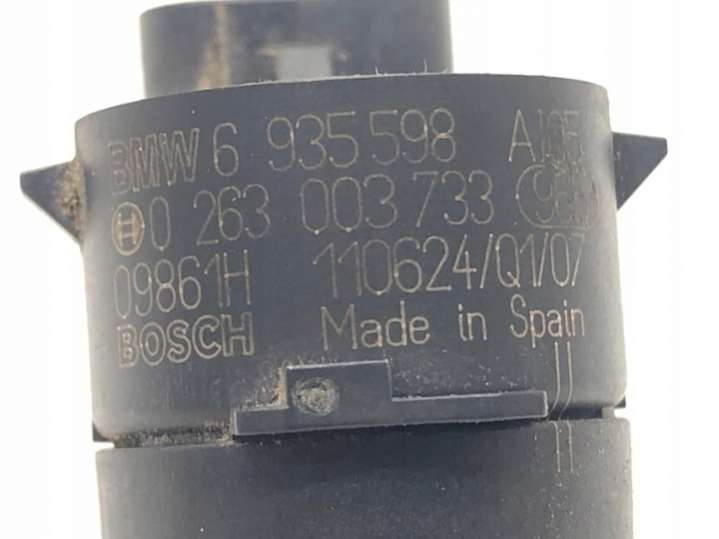 BMW 6 935 598
0 263 003 733
09861H 110624/Q1/07
BOSCH Made in Spain